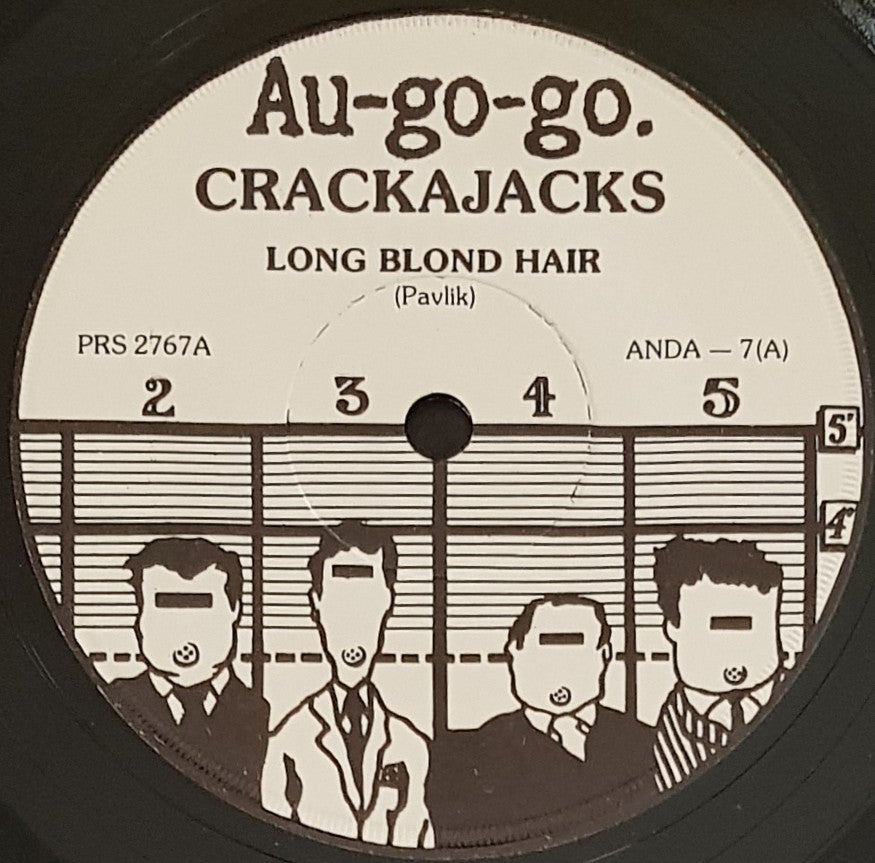 Au-go-go.
CRACKAJACKS
LONG BLOND HAIR
(Pavlik)
PRS 2767A
ANDA — 7(A)
2 3 4 5
5'
4'